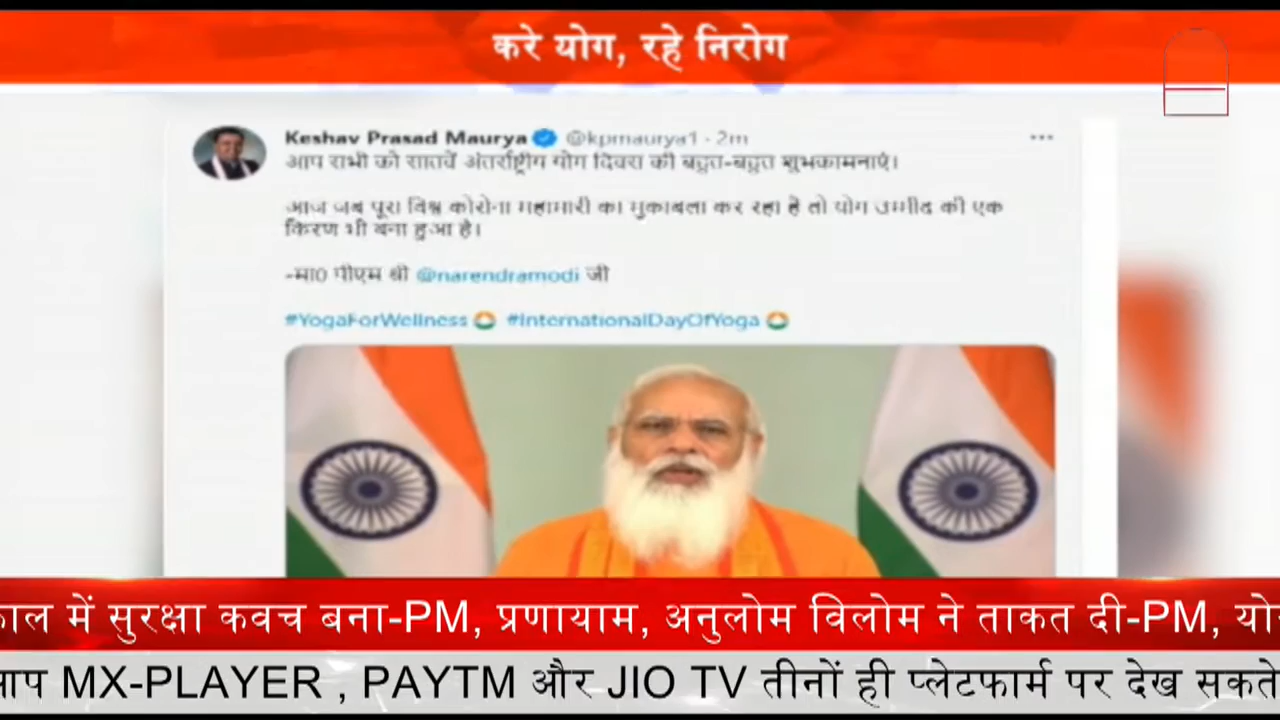 करे योग, रहे निरोग
Keshav Prasad Maurya @kpmaurya1 · 2m
आप सभी को सातवें अंतर्राष्ट्रीय योग दिवस की बहुत-बहुत शुभकामनाएं।
आज जब पूरा विश्व कोरोना महामारी का मुकाबला कर रहा है तो योग उम्मीद की एक
किरण भी बना हुआ है।
-मा0 पीएम श्री @narendramodi जी
#YogaForWellness #InternationalDayOfYoga
में सुरक्षा कवच बना-PM, प्रणायाम, अनुलोम विलोम ने ताकत दी-PM,
MX-PLAYER , PAYTM और JIO TV तीनों ही प्लेटफार्म पर देख सकते